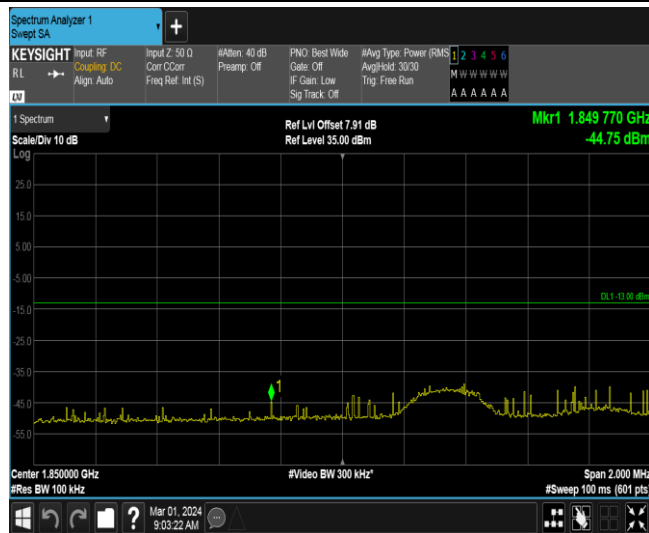 Spectrum Analyzer 1
Swept SA
+
KEYSIGHT
RL
LXI
Input: RF
Coupling: DC
Align: Auto
Input Z: 50 Ω
Corr CCorr
Freq Ref: Int (S)
#Atten: 40 dB
Preamp: Off
PNO: Best Wide
Gate: Off
IF Gain: Low
Sig Track: Off
#Avg Type: Power (RMS
Avg|Hold: 30/30
Trig: Free Run
1 2 3 4 5 6
M W W W W W
A A A A A A
1 Spectrum
Scale/Div 10 dB
Log
Ref Lvl Offset 7.91 dB
Ref Level 35.00 dBm
Mkr1 1.849 770 GHz
-44.75 dBm
25.0
15.0
5.00
-5.00
DL1 -13.00 dBm
-15.0
-35.0
1
-45.0
-55.0
Center 1.850000 GHz
#Video BW 300 kHz*
Span 2.000 MHz
#Res BW 100 kHz
#Sweep 100 ms (601 pts)
?
Mar 01, 2024
9:03:22 AM